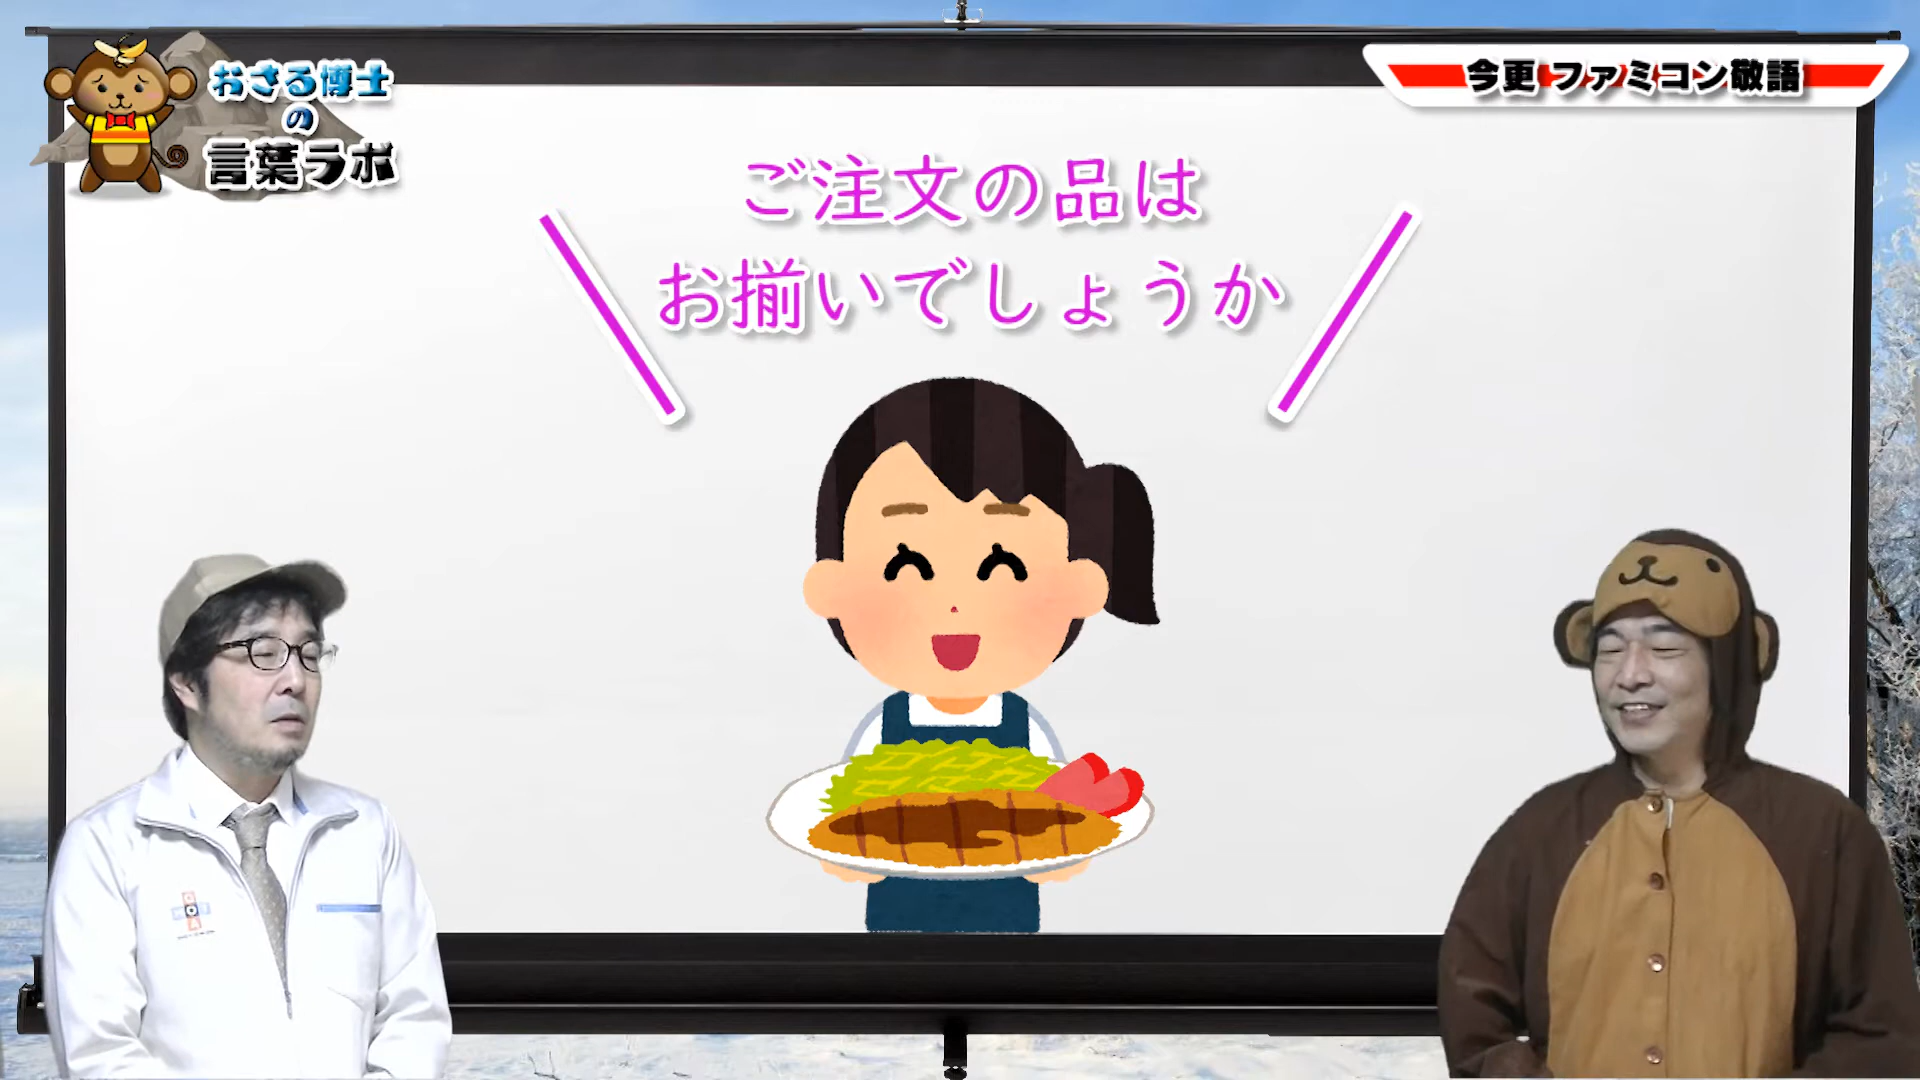 おさる博士
の
言葉ラボ
今更 ファミコン敬語
ご注文の品は
お揃いでしょうか